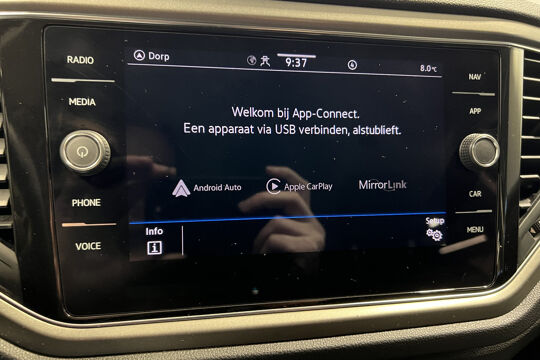 RADIO
MEDIA
PHONE
VOICE
Dorp
9:37
8.0°C
Welkom bij App-Connect.
Een apparaat via USB verbinden, alstublieft.
Android Auto
Apple CarPlay
MirrorLink
Info
Setup
NAV
APP
CAR
MENU